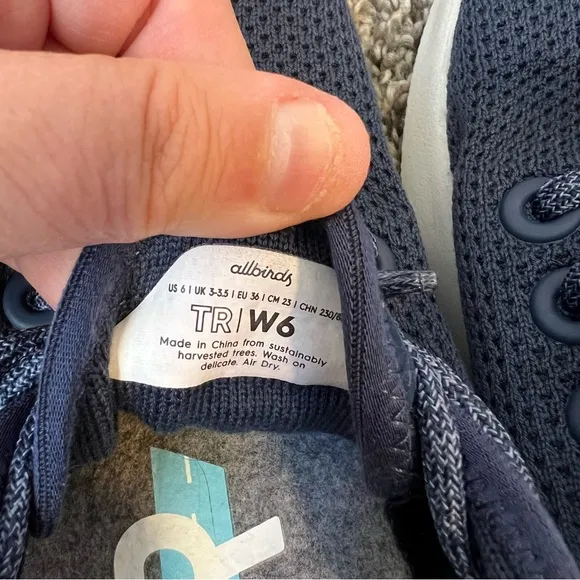 allbirds
US 6 | UK 3-3.5 | EU 36 | CM 23 | CHN 230/
TR|W6
Made in China from sustainably
harvested trees. Wash on
delicate. Air Dry.
R